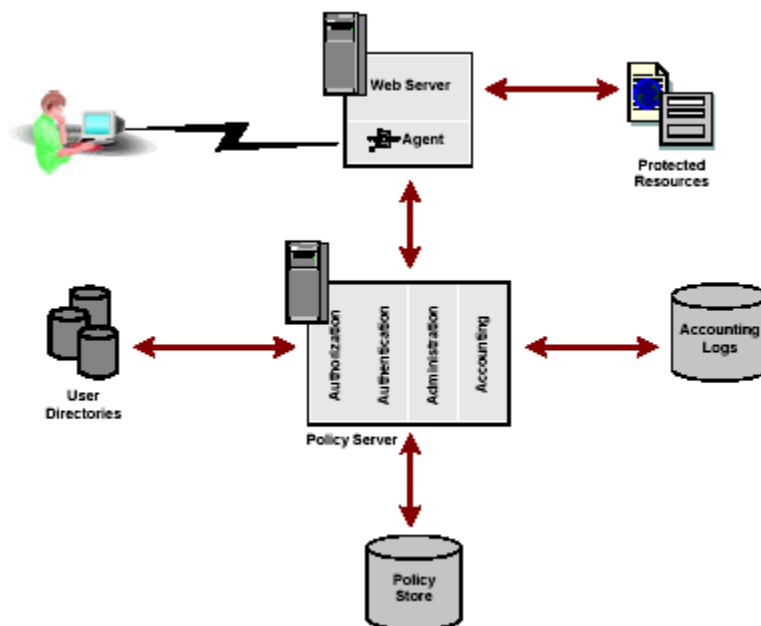 Web Server
Agent
Protected
Resources
Authorization
Authentication
Administration
Accounting
User
Directories
Accounting
Logs
Policy Server
Policy
Store